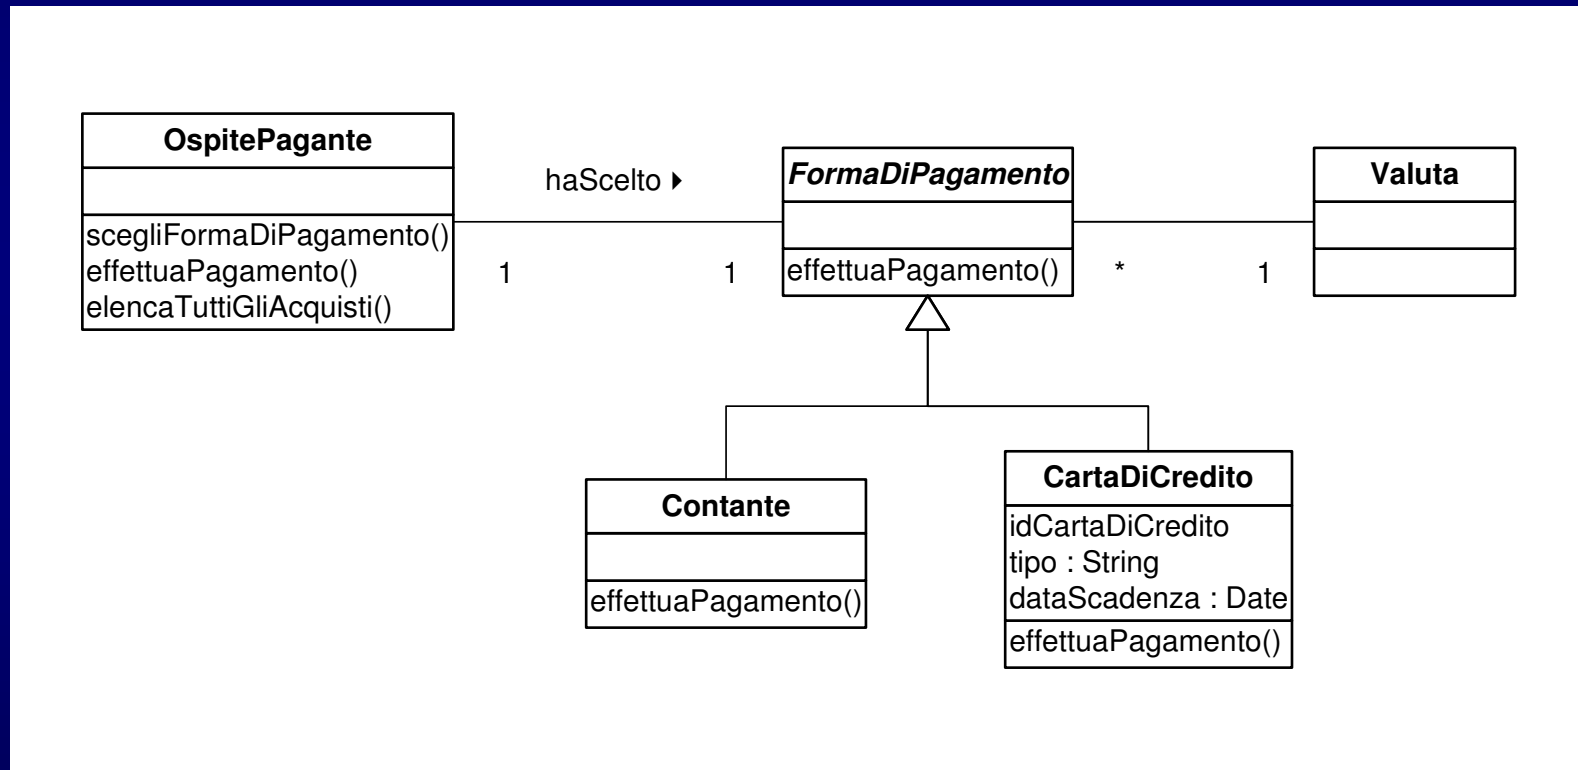 OspitePagante
scegliFormaDiPagamento()
effettuaPagamento()
elencaTuttiGliAcquisti()
haScelto
1
1
FormaDiPagamento
effettuaPagamento()
*
1
Valuta
Contante
effettuaPagamento()
CartaDiCredito
idCartaDiCredito
tipo : String
dataScadenza : Date
effettuaPagamento()